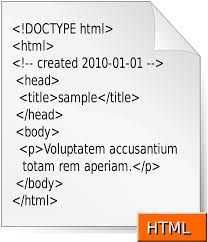 <!DOCTYPE html>
<html>
<!-- created 2010-01-01 -->
<head>
<title>sample</title>
</head>
<body>
<p>Voluptatem accusantium
totam rem aperiam.</p>
</body>
</html>
HTML